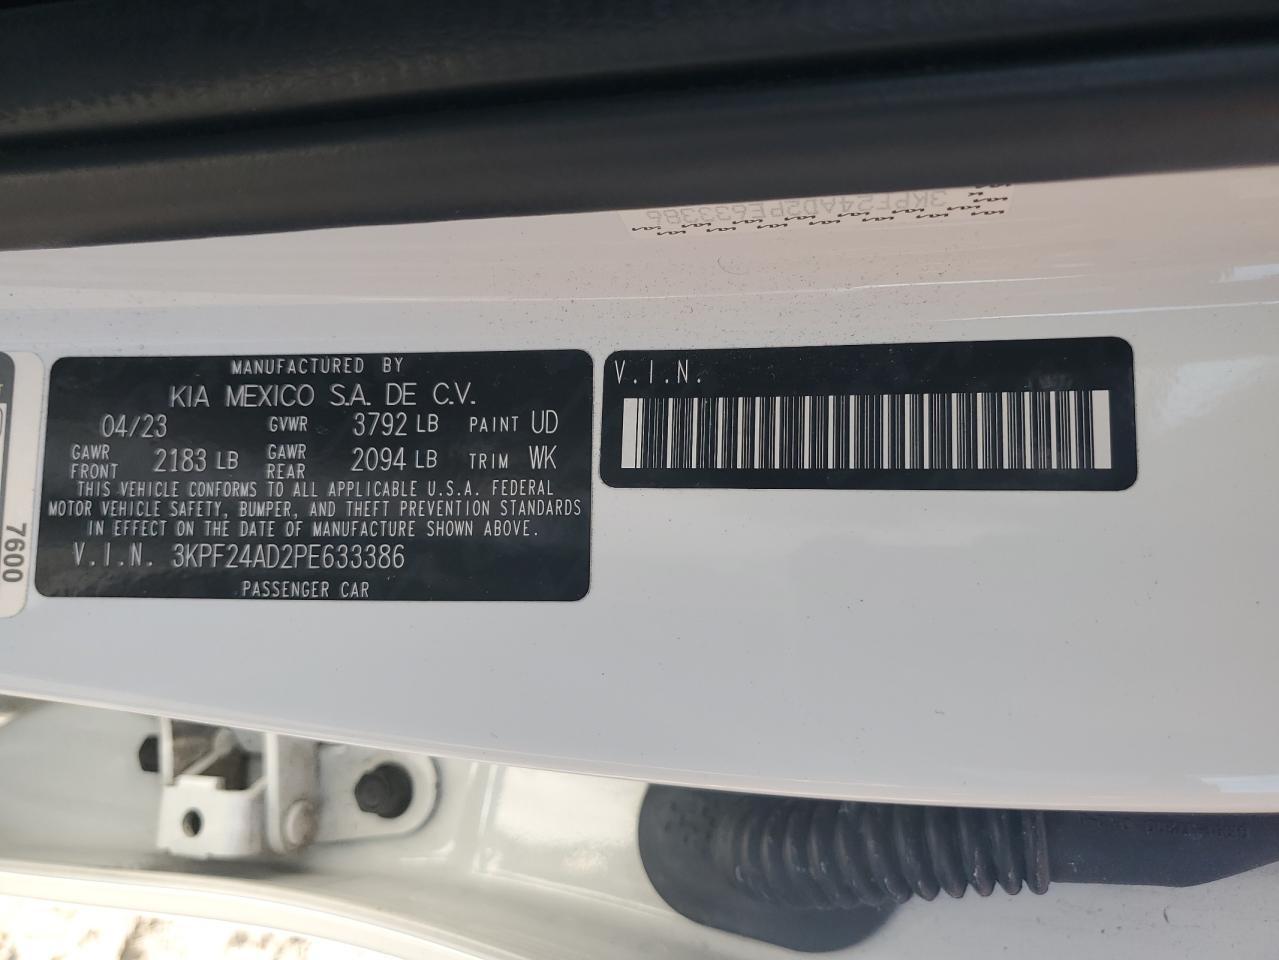 3KPF24AD2PE633386
MANUFACTURED BY
KIA MEXICO S.A. DE C.V.
04/23 GVWR 3792 LB PAINT UD
GAWR FRONT 2183 LB GAWR REAR 2094 LB TRIM WK
THIS VEHICLE CONFORMS TO ALL APPLICABLE U.S.A. FEDERAL
MOTOR VEHICLE SAFETY, BUMPER, AND THEFT PREVENTION STANDARDS
IN EFFECT ON THE DATE OF MANUFACTURE SHOWN ABOVE.
V.I.N. 3KPF24AD2PE633386
PASSENGER CAR
V.I.N.
7600